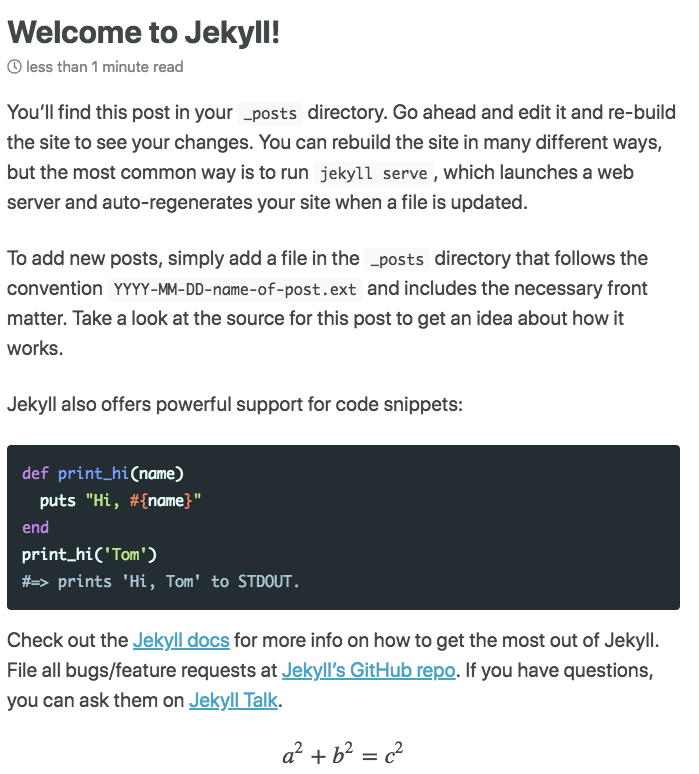 Welcome to Jekyll!
less than 1 minute read
You’ll find this post in your _posts directory. Go ahead and edit it and re-build
the site to see your changes. You can rebuild the site in many different ways,
but the most common way is to run jekyll serve , which launches a web
server and auto-regenerates your site when a file is updated.
To add new posts, simply add a file in the _posts directory that follows the
convention YYYY-MM-DD-name-of-post.ext and includes the necessary front
matter. Take a look at the source for this post to get an idea about how it
works.
Jekyll also offers powerful support for code snippets:
def print_hi(name)
  puts "Hi, #{name}"
end
print_hi('Tom')
#=> prints 'Hi, Tom' to STDOUT.
Check out the Jekyll docs for more info on how to get the most out of Jekyll.
File all bugs/feature requests at Jekyll’s GitHub repo. If you have questions,
you can ask them on Jekyll Talk.
a² + b² = c²